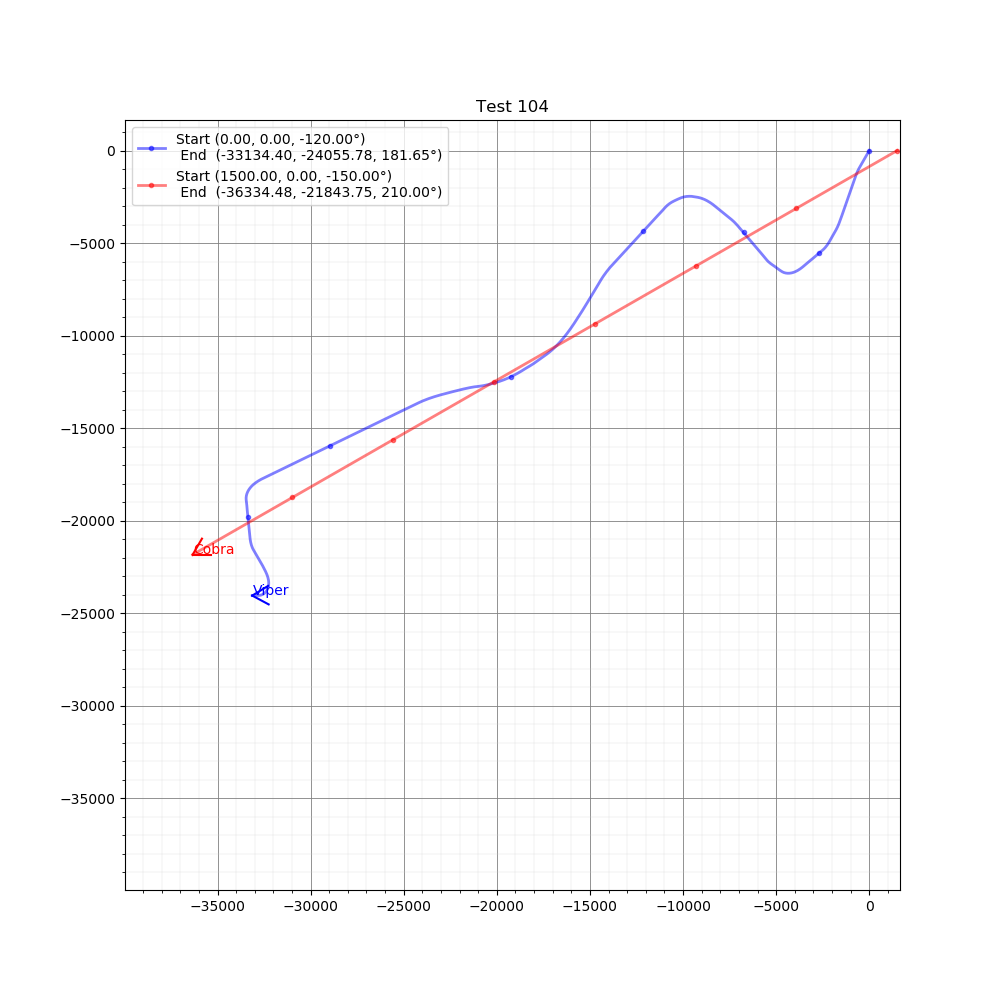 Test 104
Start (0.00, 0.00, -120.00°)
End (-33134.40, -24055.78, 181.65°)
Start (1500.00, 0.00, -150.00°)
End (-36334.48, -21843.75, 210.00°)
0
−5000
−10000
−15000
−20000
−25000
−30000
−35000
Cobra
Viper
−35000 −30000 −25000 −20000 −15000 −10000 −5000 0